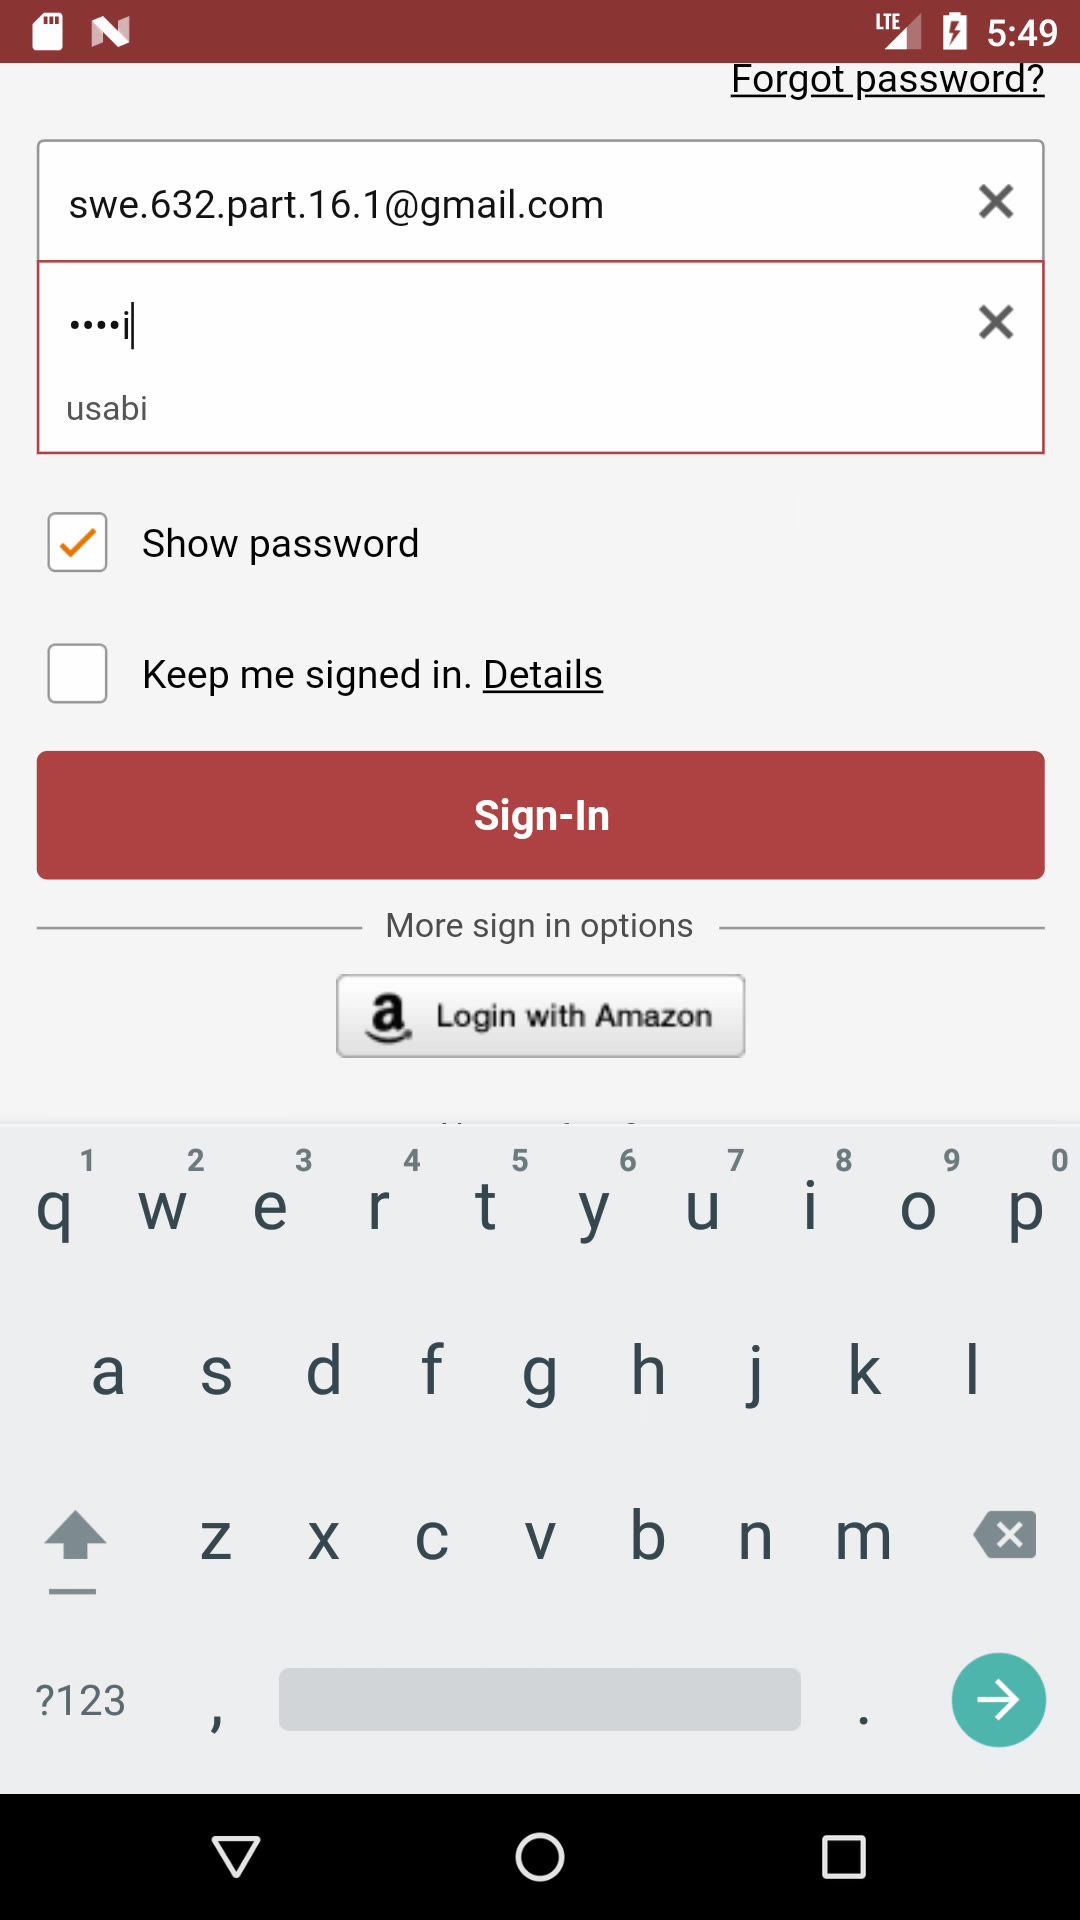 LTE 5:49
Forgot password?
swe.632.part.16.1@gmail.com
••••i
usabi
Show password
Keep me signed in. Details
Sign-In
More sign in options
a Login with Amazon
1 2 3 4 5 6 7 8 9 0
q w e r t y u i o p
a s d f g h j k l
z x c v b n m
?123 , .